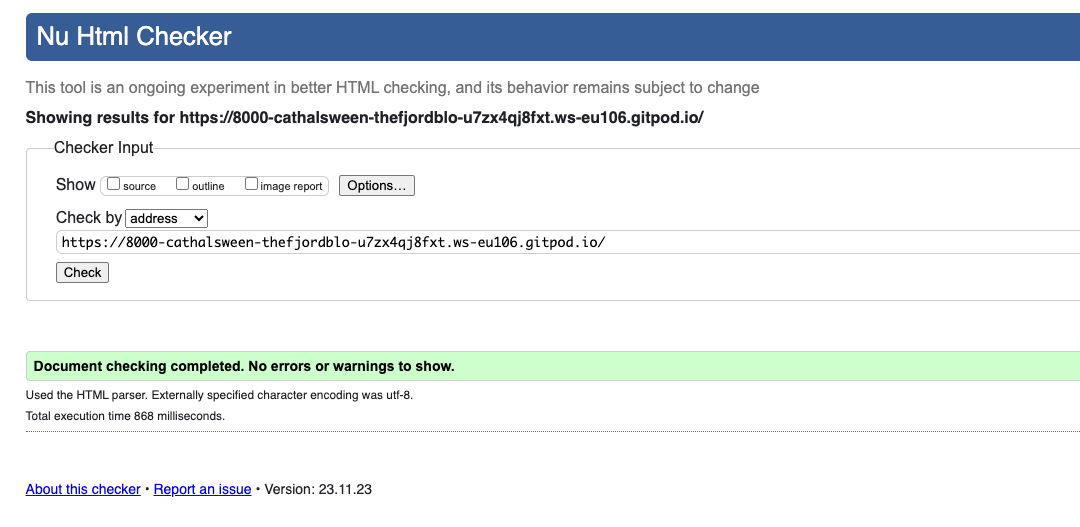 Nu Html Checker
This tool is an ongoing experiment in better HTML checking, and its behavior remains subject to change
Showing results for https://8000-cathalsween-thefjordblo-u7zx4qj8fxt.ws-eu106.gitpod.io/
Checker Input
Show source outline image report Options...
Check by address
https://8000-cathalsween-thefjordblo-u7zx4qj8fxt.ws-eu106.gitpod.io/
Check
Document checking completed. No errors or warnings to show.
Used the HTML parser. Externally specified character encoding was utf-8.
Total execution time 868 milliseconds.
About this checker • Report an issue • Version: 23.11.23